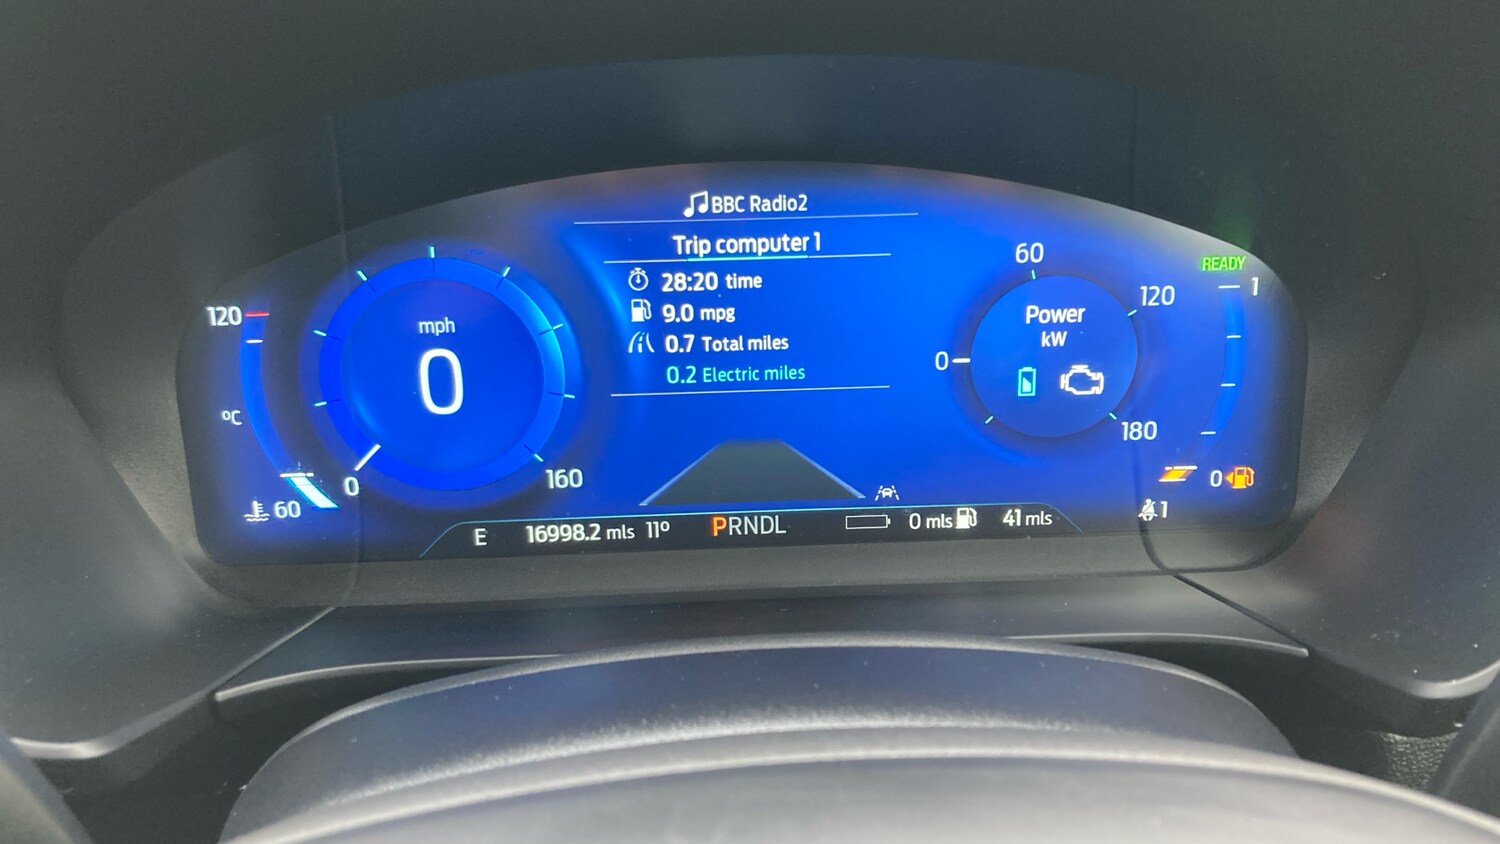 BBC Radio2
Trip computer 1
28:20 time
9.0 mpg
0.7 Total miles
0.2 Electric miles
120
°C
60
mph
0
0
160
60
120
Power
kW
0
180
READY
1
0
1
E 16998.2 mls 11° PRNDL 0 mls 41 mls